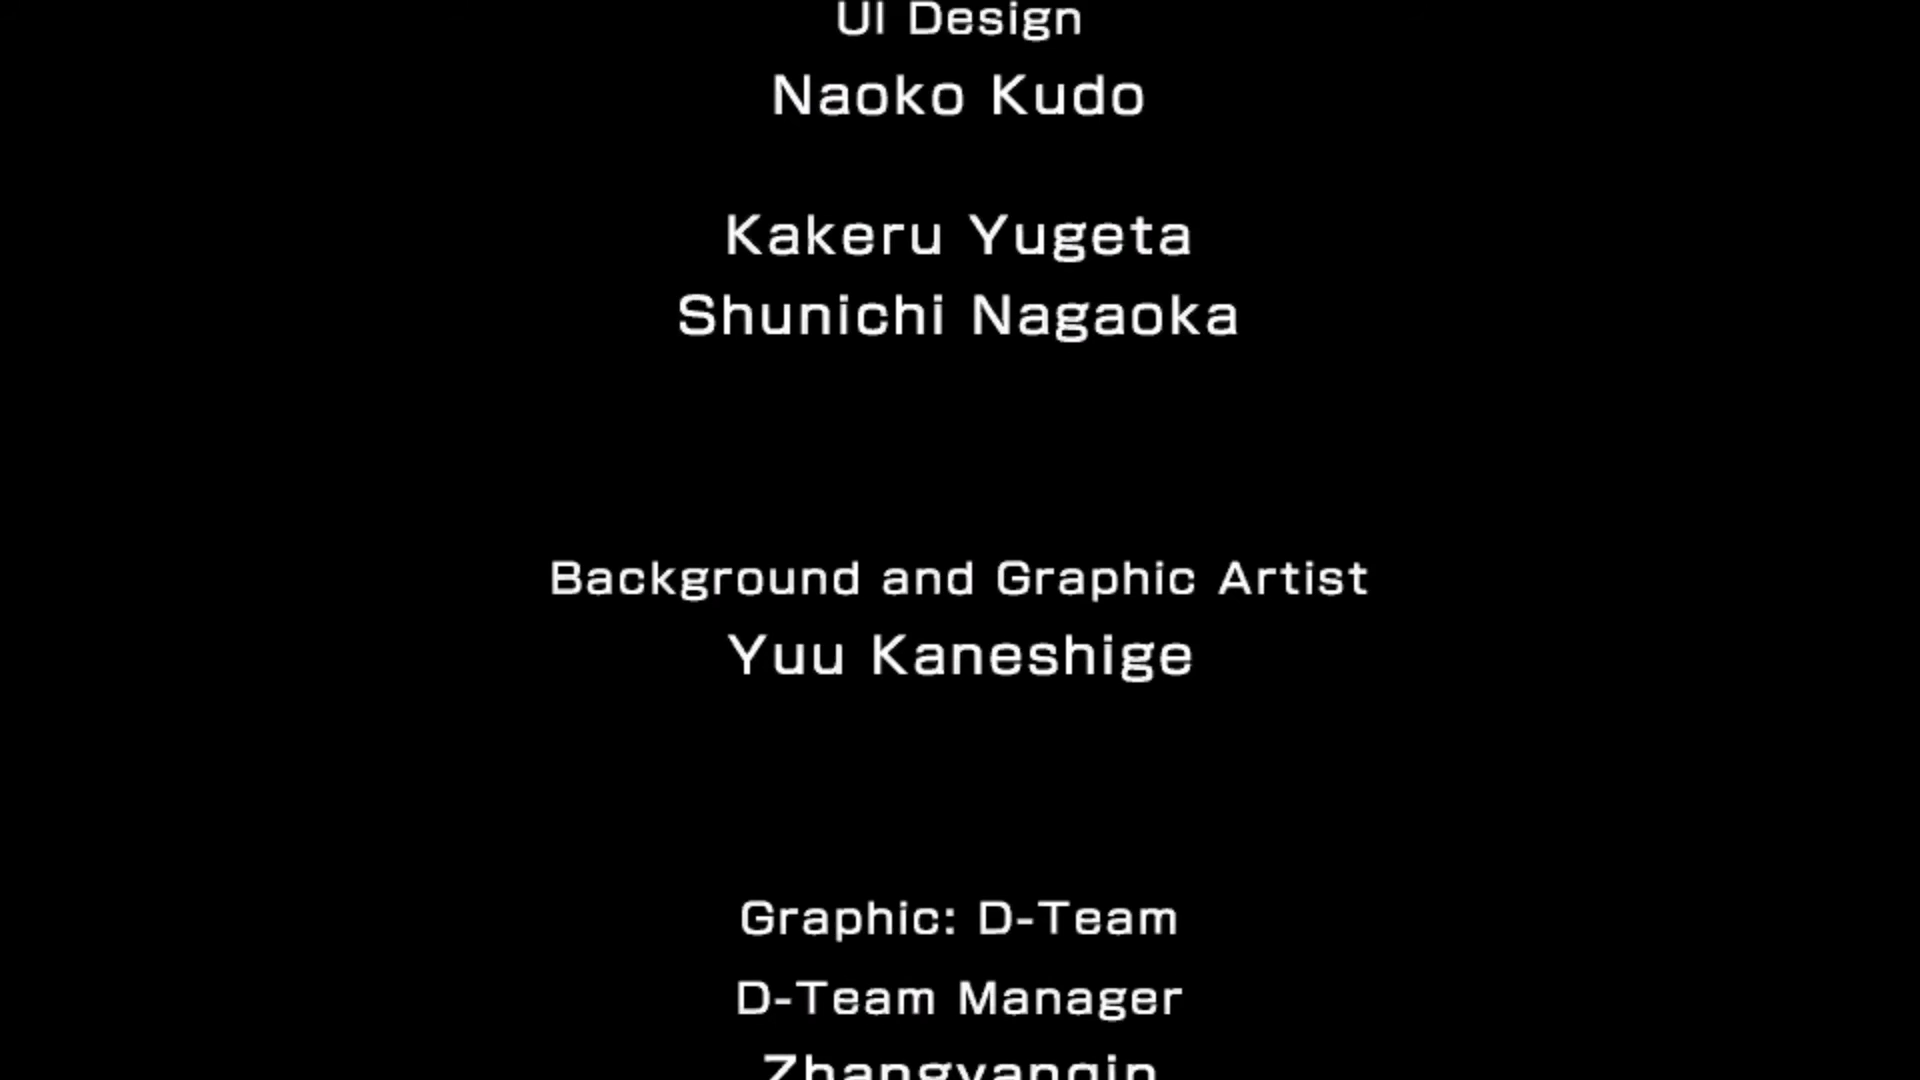 UI Design
Naoko Kudo
Kakeru Yugeta
Shunichi Nagaoka
Background and Graphic Artist
Yuu Kaneshige
Graphic: D-Team
D-Team Manager